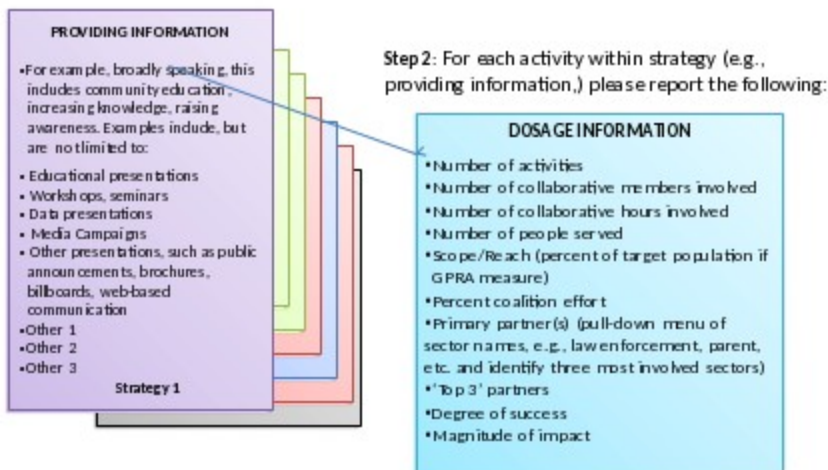 PROVIDING INFORMATION
•For example, broadly speaking, this
includes community education,
increasing knowledge, raising
awareness. Examples include, but
are not limited to:
• Educational presentations
• Workshops, seminars
• Data presentations
• Media Campaigns
• Other presentations, such as public
announcements, brochures,
billboards, web-based
communication
•Other 1
•Other 2
•Other 3
Strategy 1
Step 2: For each activity within strategy (e.g.,
providing information,) please report the following:
DOSAGE INFORMATION
•Number of activities
•Number of collaborative members involved
•Number of collaborative hours involved
•Number of people served
•Scope/Reach (percent of target population if
GPRA measure)
•Percent coalition effort
•Primary partner(s) (pull-down menu of
sector names, e.g., law enforcement, parent,
etc. and identify three most involved sectors)
•'Top 3' partners
•Degree of success
•Magnitude of impact